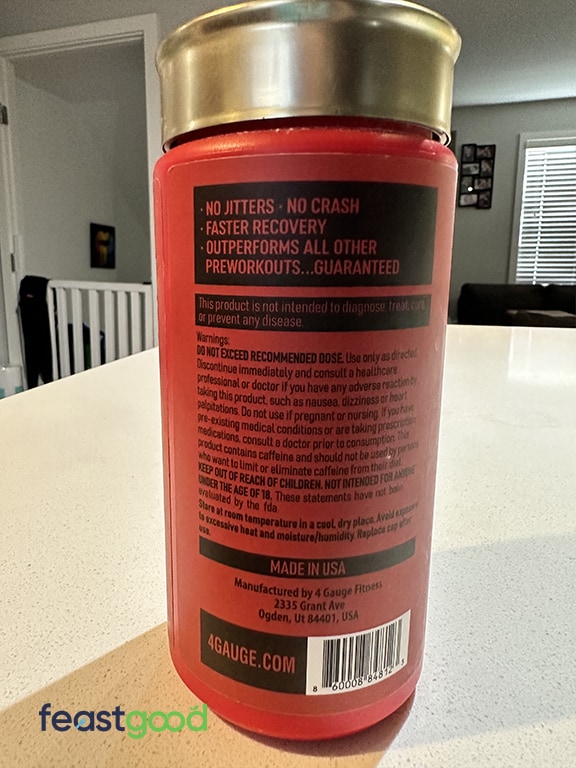 · NO JITTERS · NO CRASH
· FASTER RECOVERY
· OUTPERFORMS ALL OTHER
PREWORKOUTS...GUARANTEED
This product is not intended to diagnose, treat, cure,
or prevent any disease.
Warnings:
DO NOT EXCEED RECOMMENDED DOSE. Use only as directed.
Discontinue immediately and consult a healthcare
professional or doctor if you have any adverse reaction by
taking this product, such as nausea, dizziness or heart
palpitations. Do not use if pregnant or nursing. If you have
pre-existing medical conditions or are taking prescription
medications, consult a doctor prior to consumption. This
product contains caffeine and should not be used by persons
who want to limit or eliminate caffeine from their diet.
KEEP OUT OF REACH OF CHILDREN. NOT INTENDED FOR ANYONE
UNDER THE AGE OF 18. These statements have not been
evaluated by the fda.
Store at room temperature in a cool, dry place. Avoid exposure
to excessive heat and moisture/humidity. Replace cap after
use.
MADE IN USA
Manufactured by 4 Gauge Fitness
2335 Grant Ave
Ogden, Ut 84401, USA
4GAUGE.COM
8 60008 84812 3
feastgood